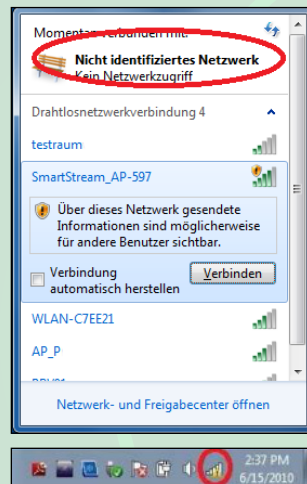 Momentan verbunden mit:
Nicht identifiziertes Netzwerk
Kein Netzwerkzugriff
Drahtlosnetzwerkverbindung 4
testraum
SmartStream_AP-597
Über dieses Netzwerk gesendete
Informationen sind möglicherweise
für andere Benutzer sichtbar.
Verbindung
automatisch herstellen
Verbinden
WLAN-C7EE21
AP_P
Netzwerk- und Freigabecenter öffnen
2:37 PM
6/15/2010